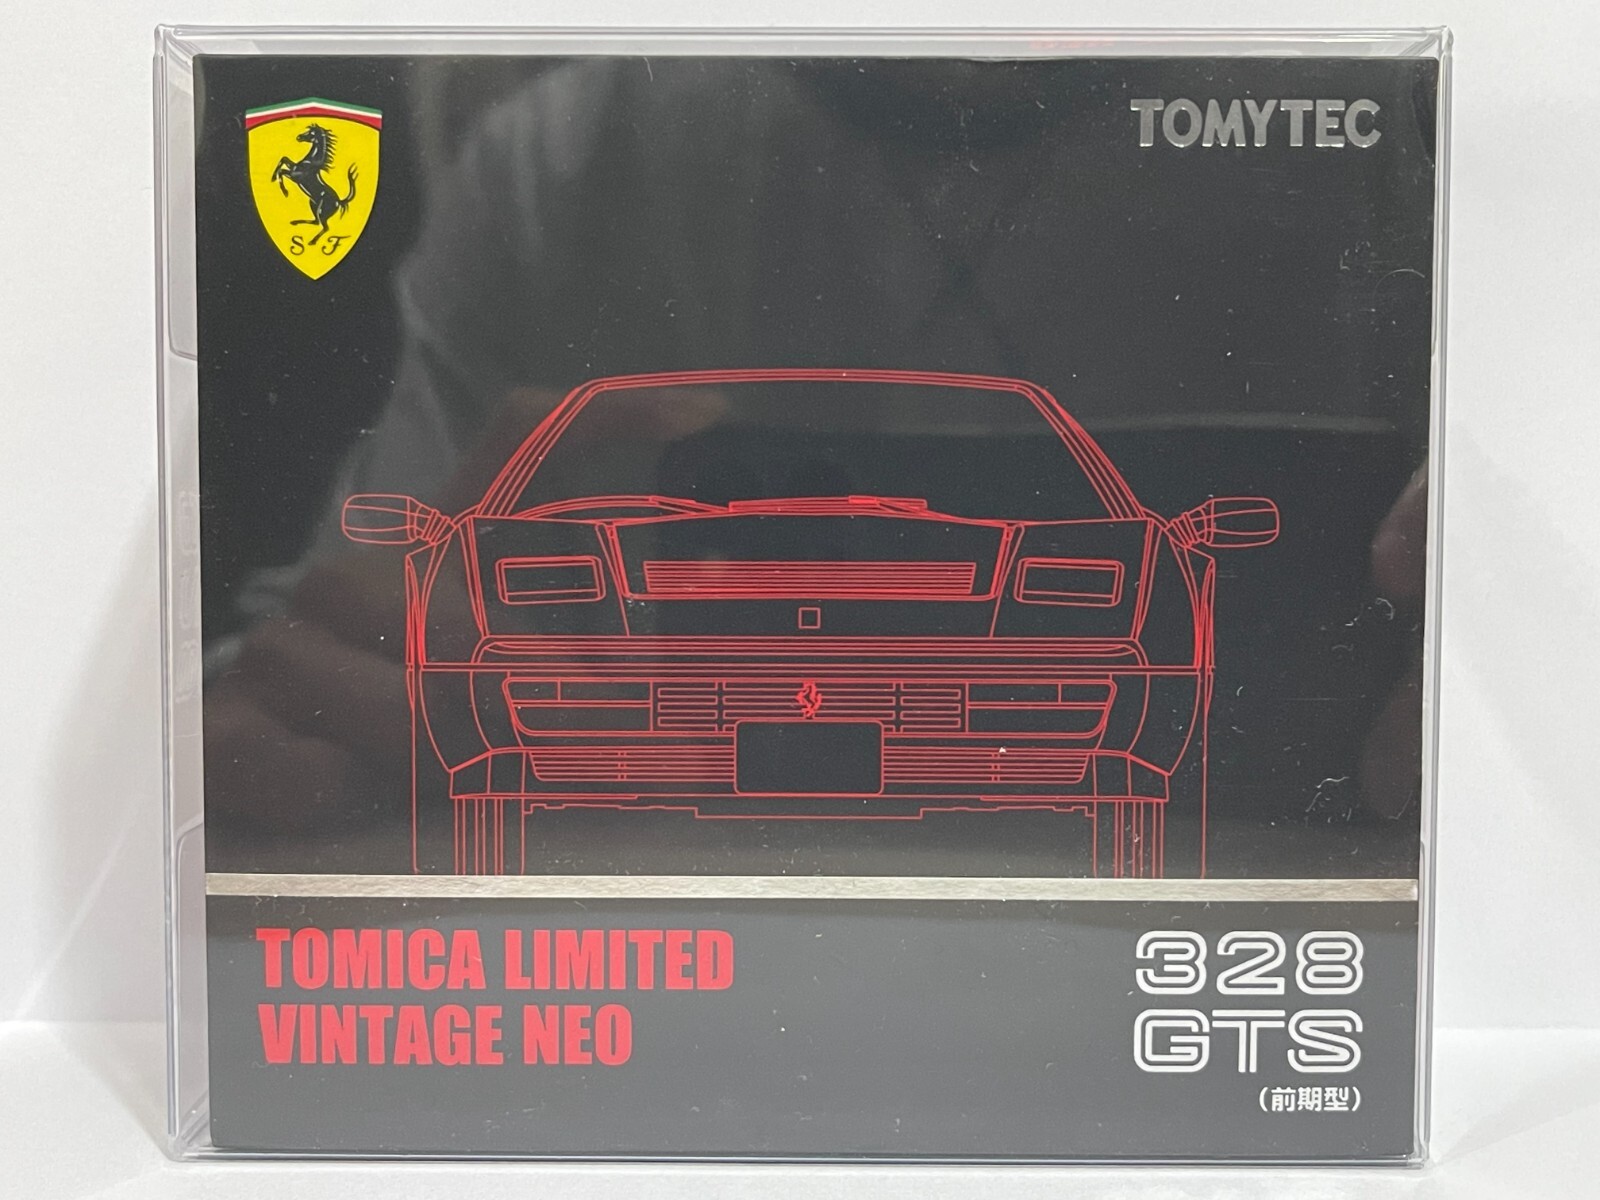 TOMYTEC
S F
TOMICA LIMITED
VINTAGE NEO
328
GTS
(前期型)